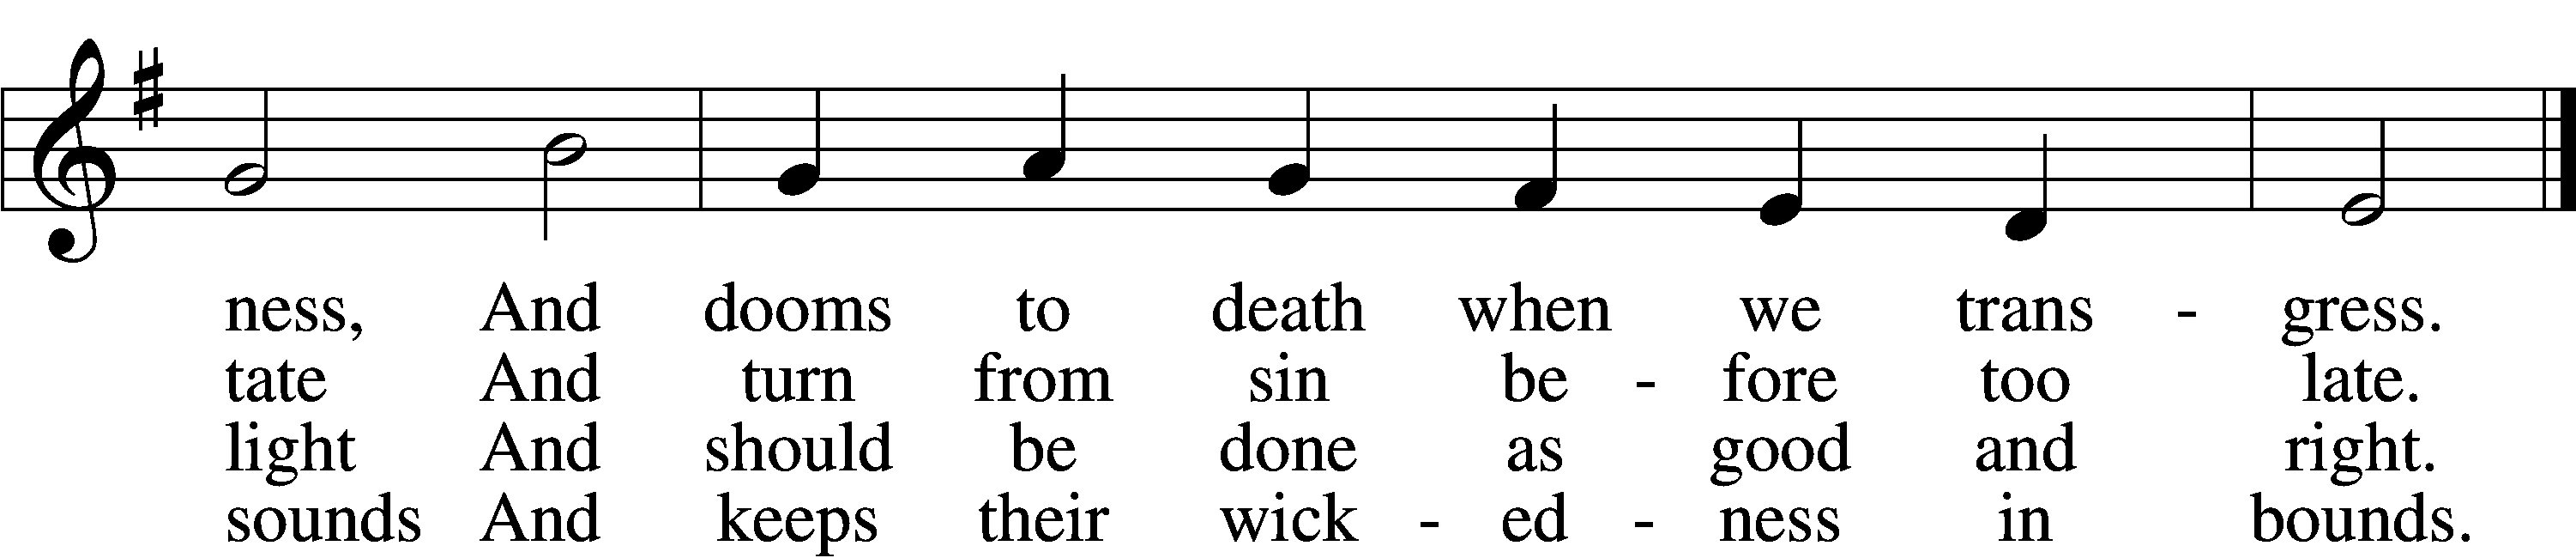 ness, And dooms to death when we trans - gress.
tate And turn from sin be - fore too late.
light And should be done as good and right.
sounds And keeps their wick - ed - ness in bounds.